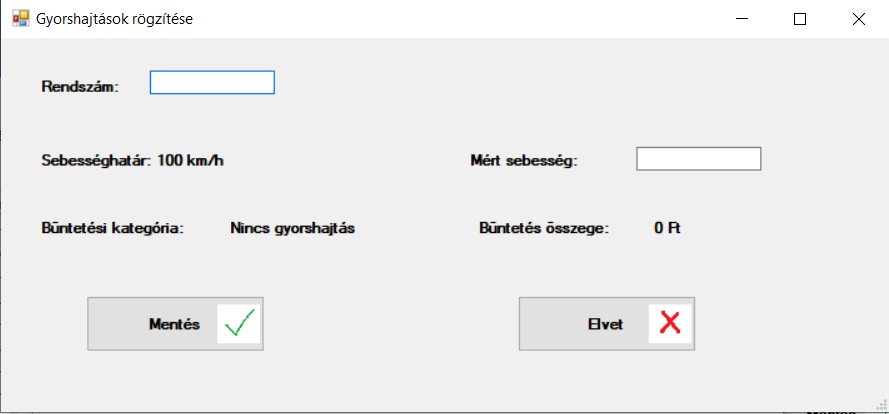 Gyorshajtások rögzítése
Rendszám:
Sebességhatár: 100 km/h
Mért sebesség:
Büntetési kategória: Nincs gyorshajtás
Büntetés összege: 0 Ft
Mentés
Elvet